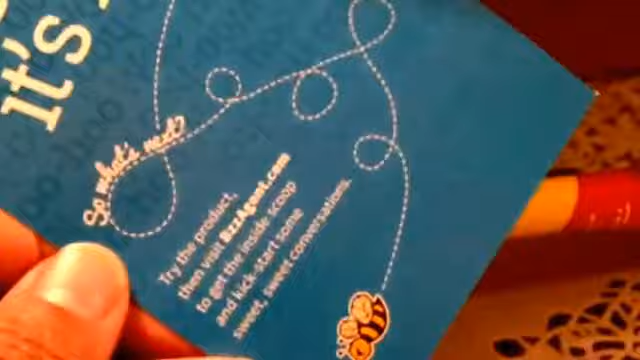 it's
So what's next?
Try the product,
then visit BzzAgent.com
to get the inside scoop
and kick-start some
sweet, sweet conversations.